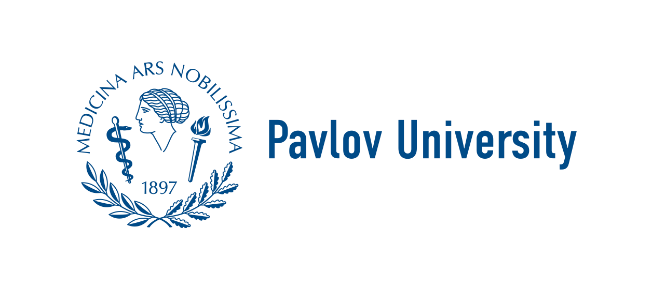 MEDICINA ARS NOBILISSIMA
1897
Pavlov University